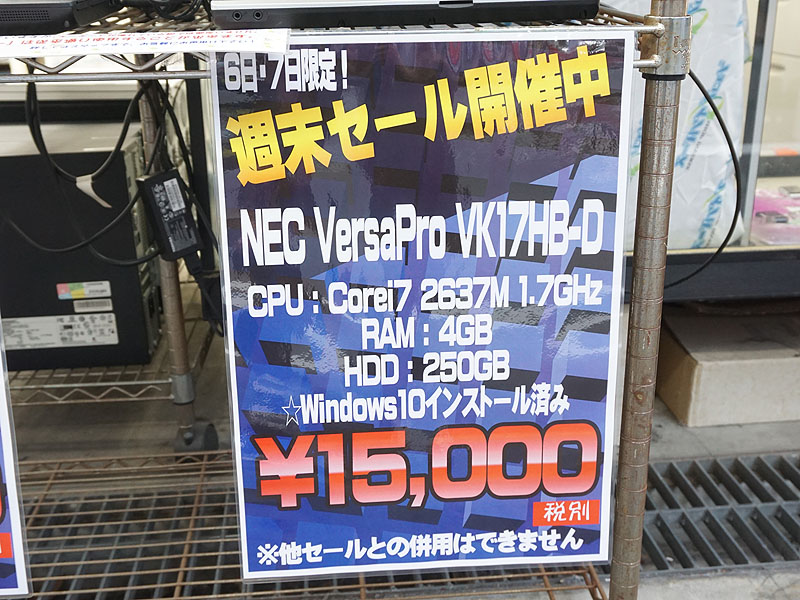 6日・7日限定!
週末セール開催中
NEC VersaPro VK17HB-D
CPU : Corei7 2637M 1.7GHz
RAM : 4GB
HDD : 250GB
☆Windows10インストール済み
¥15,000
税別
※他セールとの併用はできません